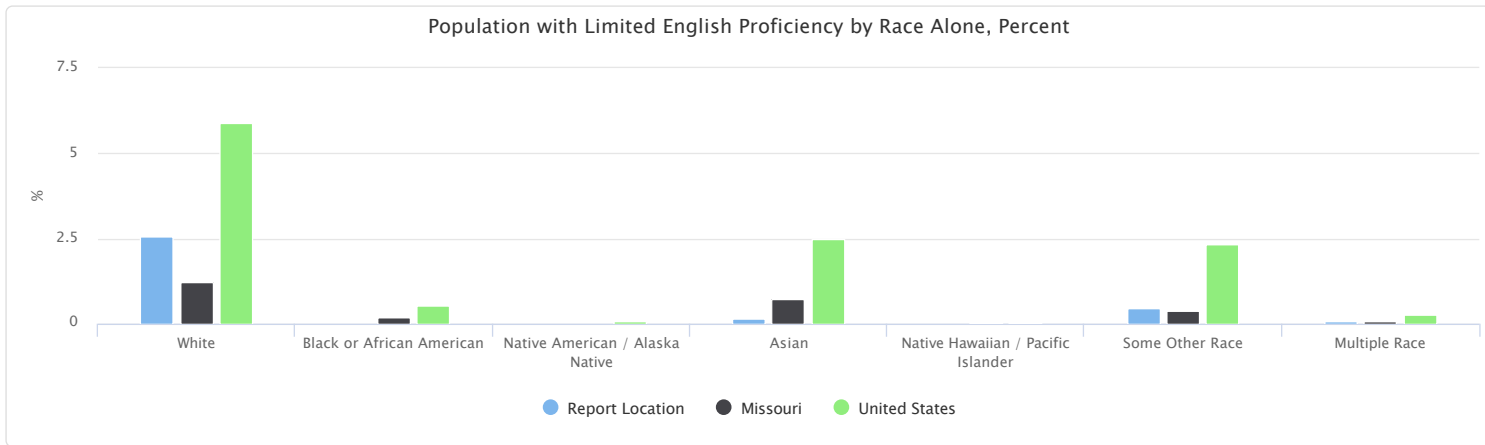 Population with Limited English Proficiency by Race Alone, Percent
7.5
5
2.5
0
%
White
Black or African American
Native American / Alaska
Native
Asian
Native Hawaiian / Pacific
Islander
Some Other Race
Multiple Race
Report Location
Missouri
United States